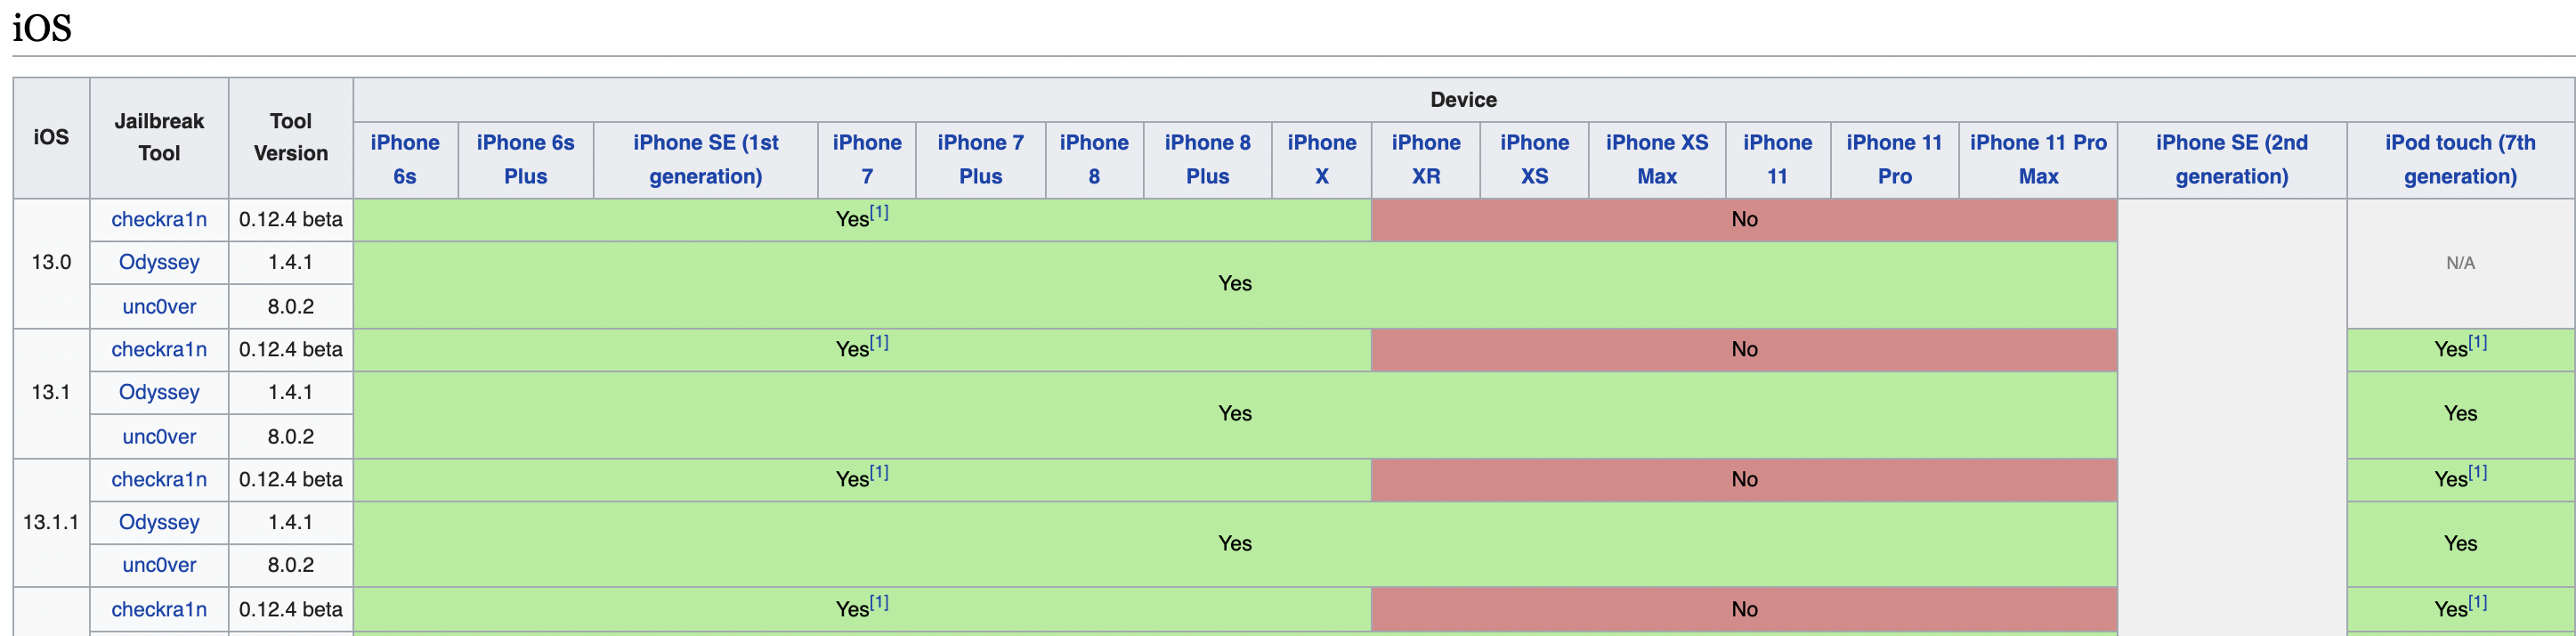 iOS
iOS
Jailbreak
Tool
Tool
Version
Device
iPhone
6s
iPhone 6s
Plus
iPhone SE (1st
generation)
iPhone
7
iPhone 7
Plus
iPhone
8
iPhone 8
Plus
iPhone
X
iPhone
XR
iPhone
XS
iPhone XS
Max
iPhone
11
iPhone 11
Pro
iPhone 11 Pro
Max
iPhone SE (2nd
generation)
iPod touch (7th
generation)
13.0
checkra1n 0.12.4 beta Yes[1] No
Odyssey 1.4.1
Yes
N/A
unc0ver 8.0.2
13.1
checkra1n 0.12.4 beta Yes[1] No Yes[1]
Odyssey 1.4.1
Yes
Yes
unc0ver 8.0.2
13.1.1
checkra1n 0.12.4 beta Yes[1] No Yes[1]
Odyssey 1.4.1
Yes
Yes
unc0ver 8.0.2
checkra1n 0.12.4 beta Yes[1] No Yes[1]